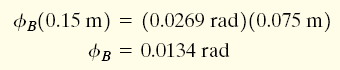 ϕB(0.15 m) = (0.0269 rad)(0.075 m)
ϕB = 0.0134 rad